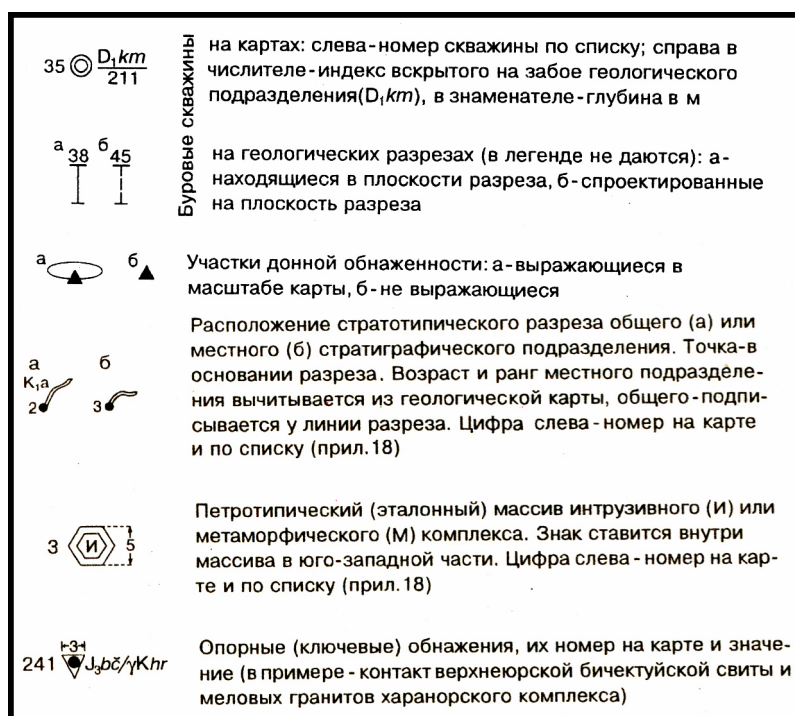 Буровые скважины
35 D₁km
211
на картах: слева-номер скважины по списку; справа в
числителе-индекс вскрытого на забое геологического
подразделения(D₁km), в знаменателе-глубина в м
а 38 б 45
на геологических разрезах (в легенде не даются): а-
находящиеся в плоскости разреза, б-спроектированные
на плоскость разреза
а б
Участки донной обнаженности: а-выражающиеся в
масштабе карты, б-не выражающиеся
а б
K₁a
2 3
Расположение стратотипического разреза общего (а) или
местного (б) стратиграфического подразделения. Точка-в
основании разреза. Возраст и ранг местного подразделе-
ния вычитывается из геологической карты, общего-подпи-
сывается у линии разреза. Цифра слева-номер на карте
и по списку (прил.18)
3 И 5
Петротипический (эталонный) массив интрузивного (И) или
метаморфического (М) комплекса. Знак ставится внутри
массива в юго-западной части. Цифра слева-номер на кар-
те и по списку (прил.18)
3
241 J₃bč/γKhr
Опорные (ключевые) обнажения, их номер на карте и значе-
ние (в примере-контакт верхнеюрской бичектуйской свиты и
меловых гранитов харанорского комплекса)